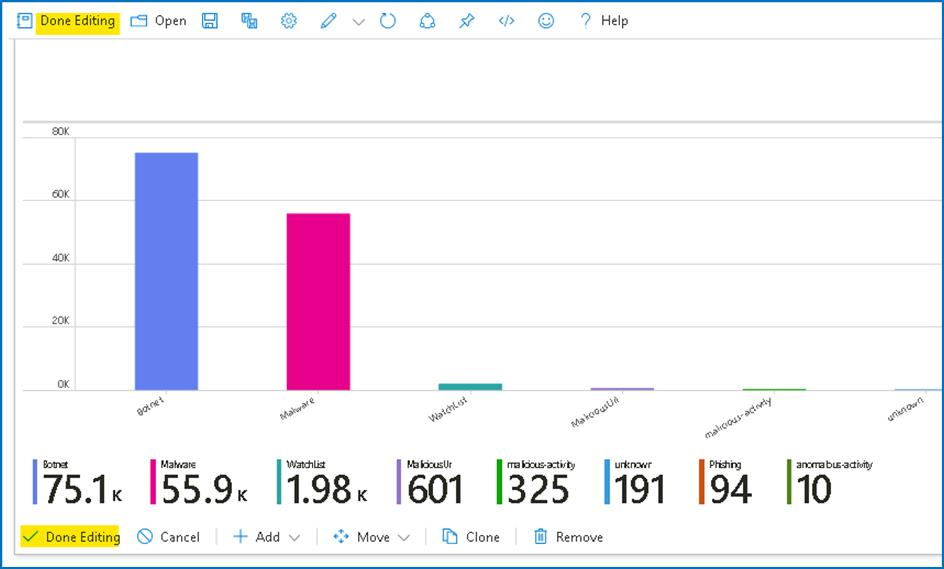 Done Editing Open Help
80K
60K
40K
20K
0K
Botnet Malware WatchList MaliciousUrl malicious-activity unknown
Botnet Malware WatchList MaliciousUr malicious-activity unknown Phishing anomalous-activity
75.1 K 55.9 K 1.98 K 601 325 191 94 10
Done Editing Cancel Add Move Clone Remove